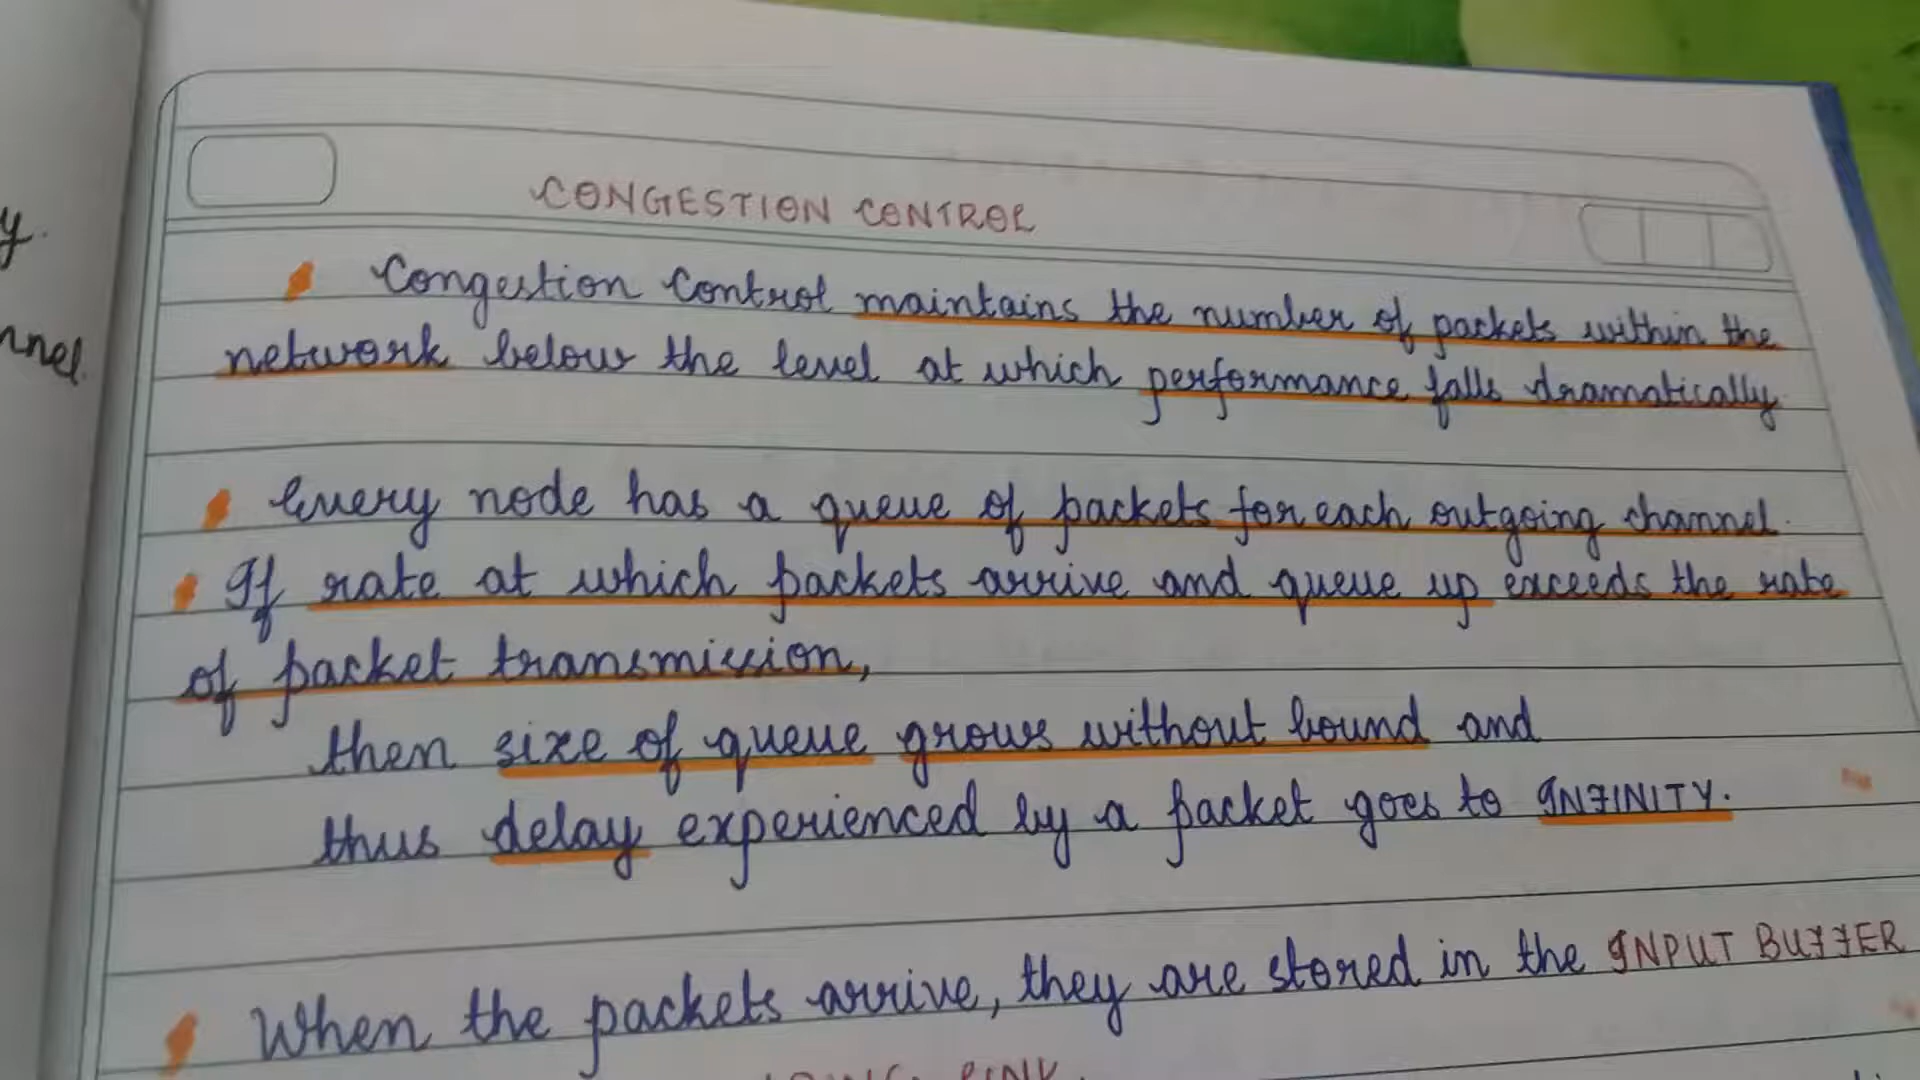 y.
nnel.
CONGESTION CONTROL
Congestion Control maintains the number of packets within the
network below the level at which performance falls dramatically
Every node has a queue of packets for each outgoing channel.
If rate at which packets arrive and queue up exceeds the rate
of packet transmission,
then size of queue grows without bound and
thus delay experienced by a packet goes to INFINITY.
When the packets arrive, they are stored in the INPUT BUFFER